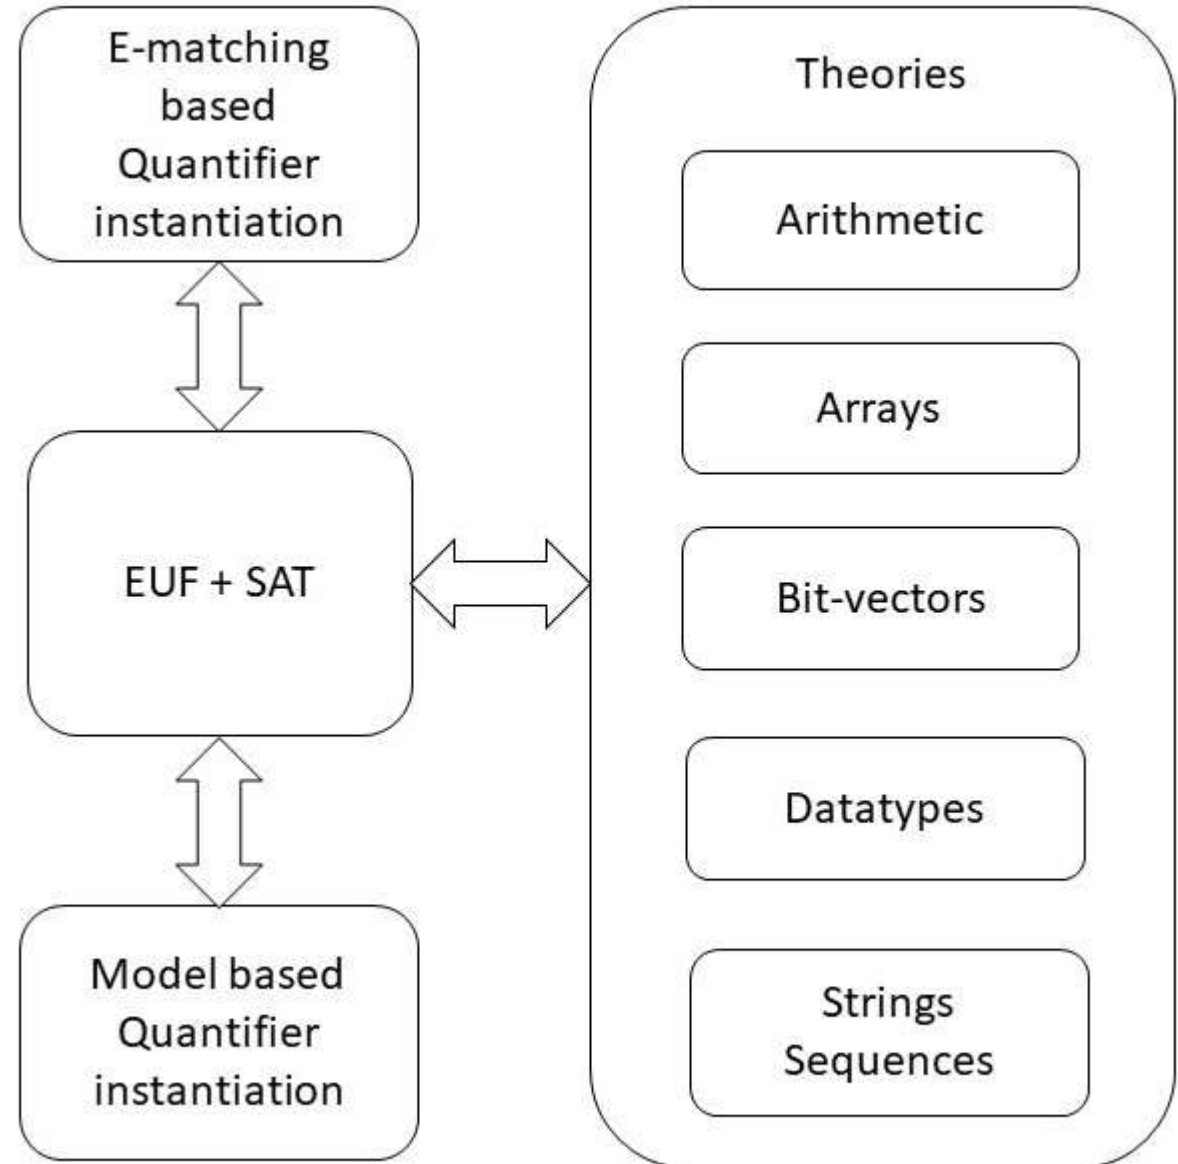 E-matching
based
Quantifier
instantiation
EUF + SAT
Model based
Quantifier
instantiation
Theories
Arithmetic
Arrays
Bit-vectors
Datatypes
Strings
Sequences